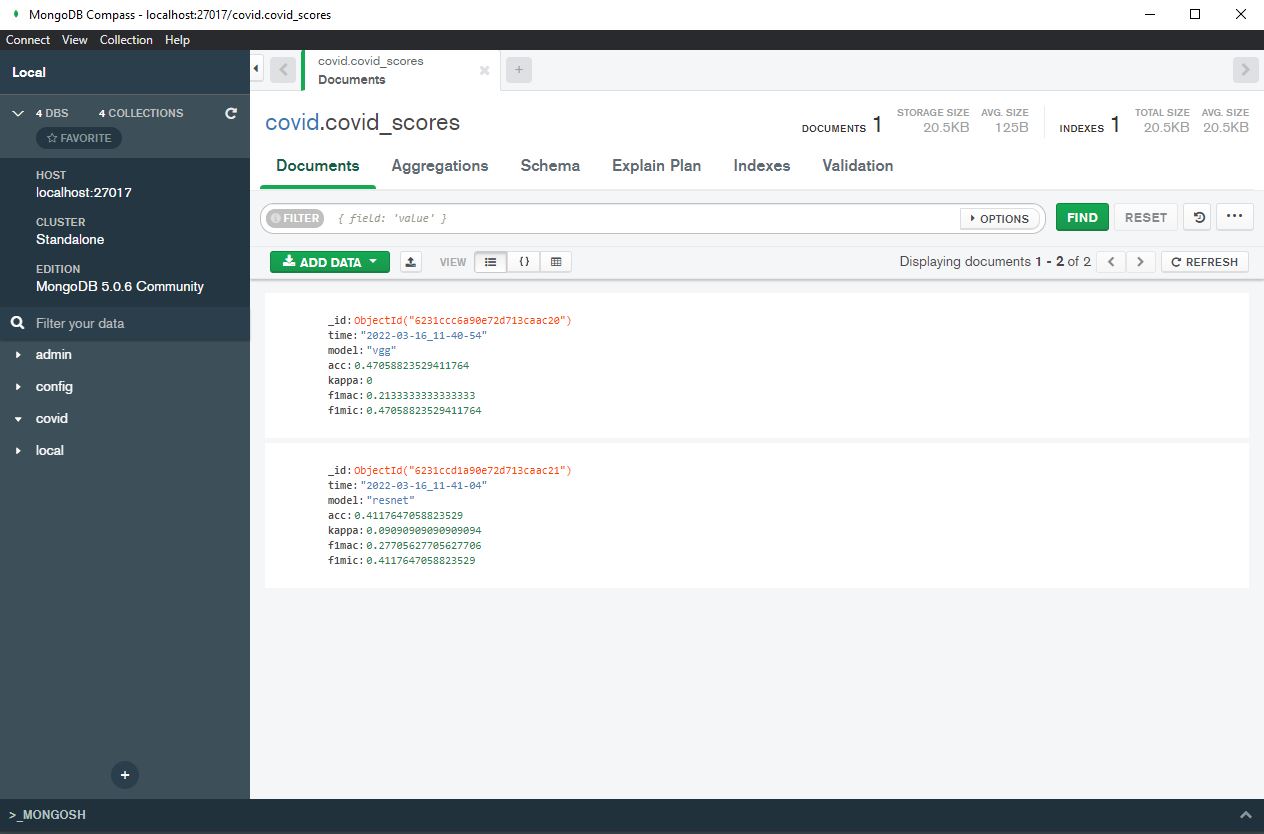 MongoDB Compass - localhost:27017/covid.covid_scores
Connect View Collection Help
Local
4 DBS 4 COLLECTIONS
FAVORITE
HOST
localhost:27017
CLUSTER
Standalone
EDITION
MongoDB 5.0.6 Community
Filter your data
admin
config
covid
local
>_MONGOSH
covid.covid_scores
Documents
covid.covid_scores
DOCUMENTS 1
STORAGE SIZE
20.5KB
AVG. SIZE
125B
INDEXES 1
TOTAL SIZE
20.5KB
AVG. SIZE
20.5KB
Documents Aggregations Schema Explain Plan Indexes Validation
FILTER { field: 'value' } OPTIONS FIND RESET ...
ADD DATA VIEW {} Displaying documents 1 - 2 of 2 REFRESH
_id: ObjectId("6231ccc6a90e72d713caac20")
time: "2022-03-16_11-40-54"
model: "vgg"
acc: 0.47058823529411764
kappa: 0
f1mac: 0.2133333333333333
f1mic: 0.47058823529411764
_id: ObjectId("6231ccd1a90e72d713caac21")
time: "2022-03-16_11-41-04"
model: "resnet"
acc: 0.4117647058823529
kappa: 0.09090909090909094
f1mac: 0.27705627705627706
f1mic: 0.4117647058823529